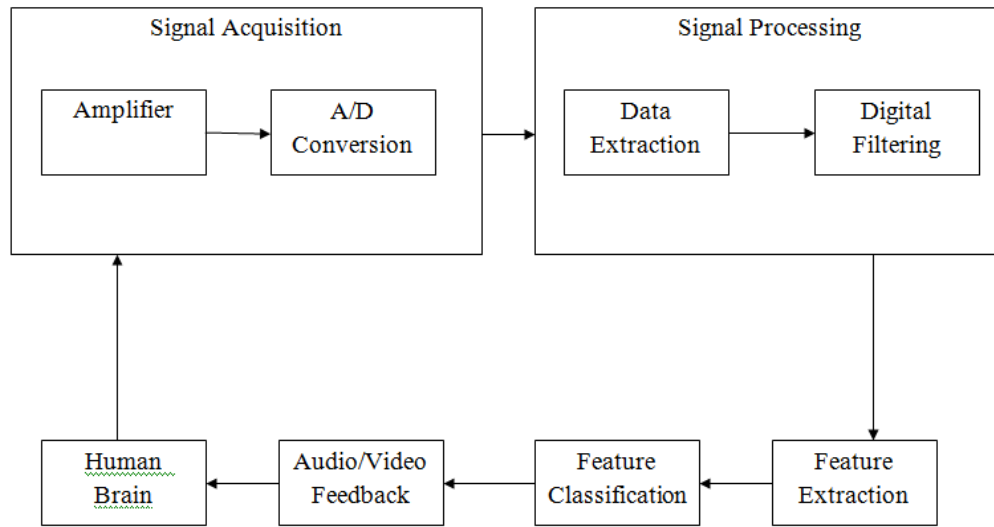 Signal Acquisition
Amplifier
A/D
Conversion
Signal Processing
Data
Extraction
Digital
Filtering
Human
Brain
Audio/Video
Feedback
Feature
Classification
Feature
Extraction